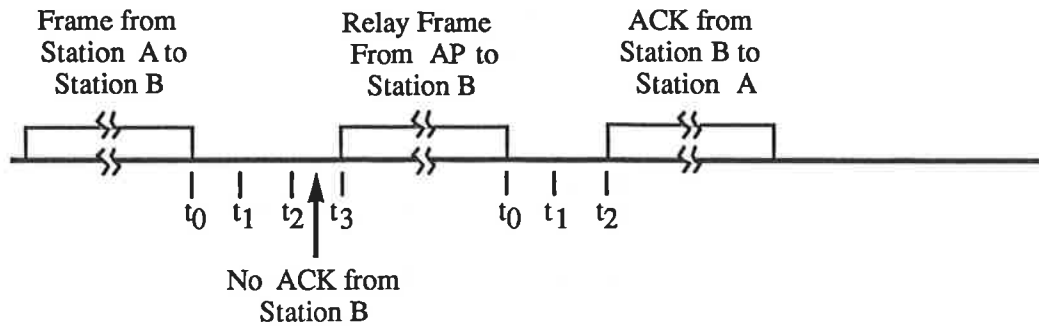 Frame from
Station A to
Station B
Relay Frame
From AP to
Station B
ACK from
Station B to
Station A
t0 t1 t2 t3 t0 t1 t2
No ACK from
Station B